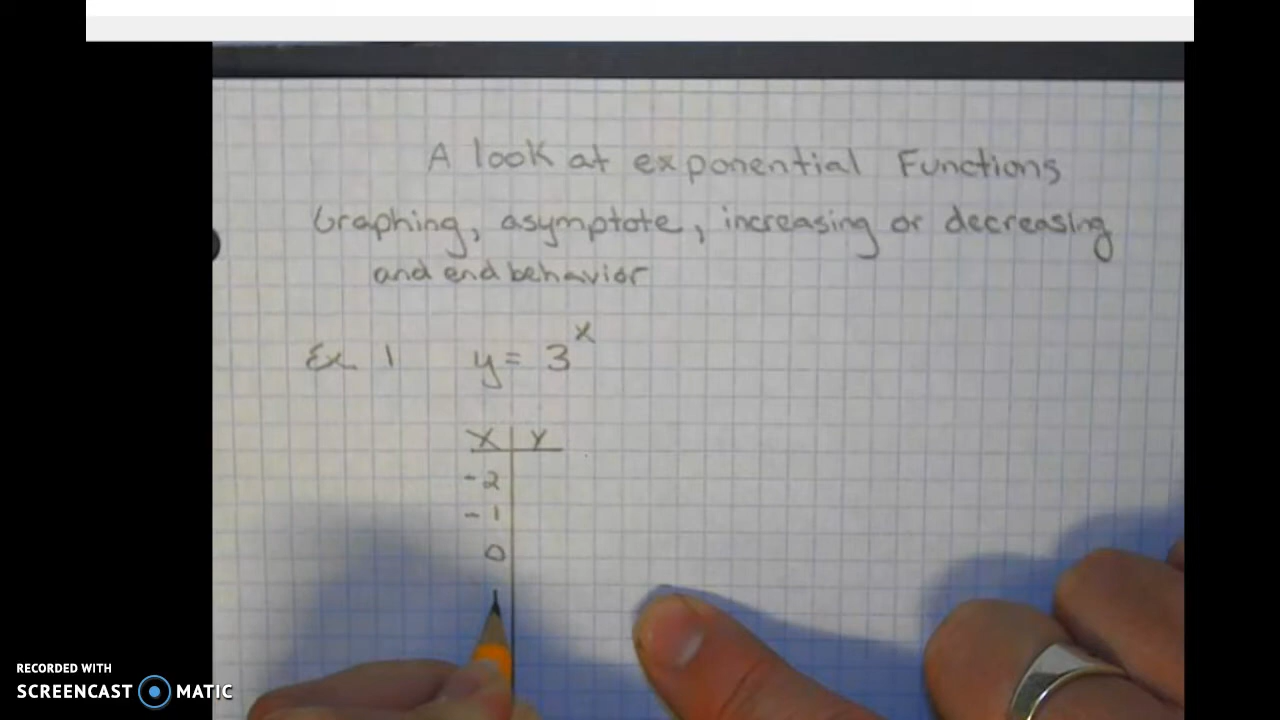 A look at exponential Functions
Graphing, asymptote, increasing or decreasing
and end behavior
Ex 1 y = 3^x
X Y
-2
-1
0
RECORDED WITH
SCREENCAST MATIC